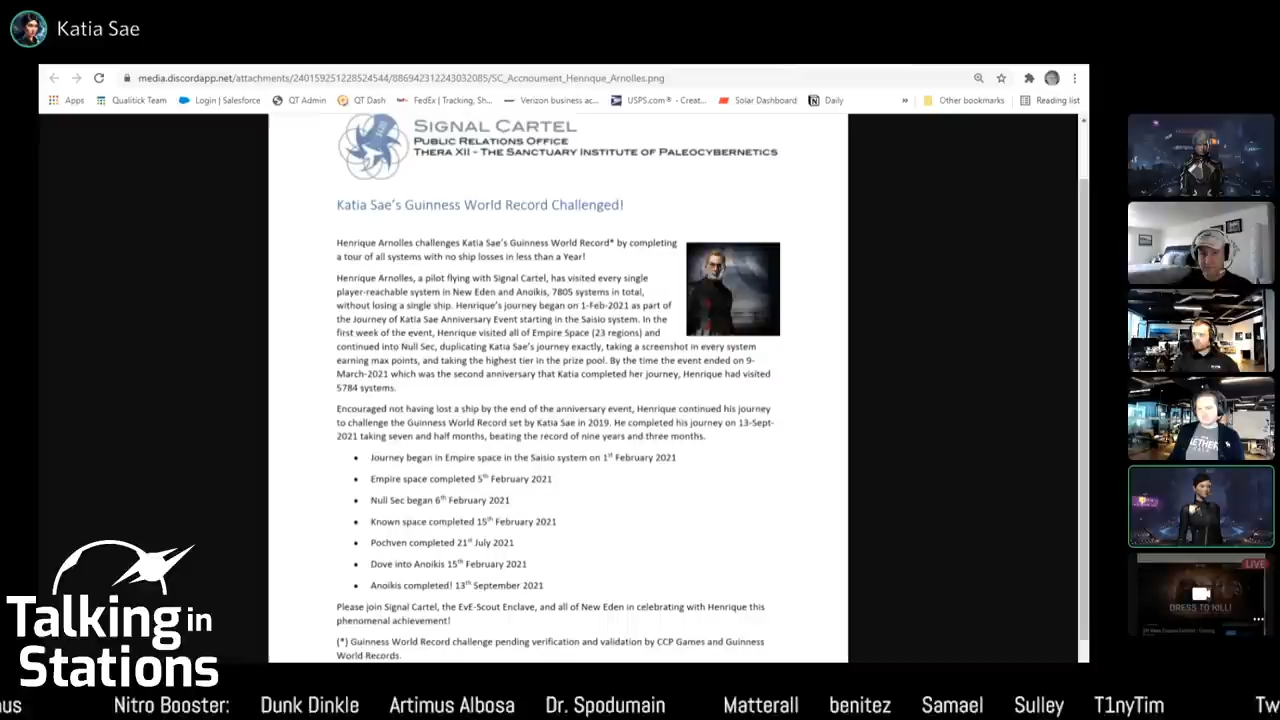 Katia Sae
media.discordapp.net/attachments/240159251228524544/886942312243032085/SC_Accnoument_Henrique_Arnolles.png
Apps Qualitick Team Login | Salesforce QT Admin QT Dash FedEx | Tracking, Sh... Verizon business ac... USPS.com® - Creat... Solar Dashboard Daily » Other bookmarks Reading list
SIGNAL CARTEL
PUBLIC RELATIONS OFFICE
THERA XII - THE SANCTUARY INSTITUTE OF PALEOCYBERNETICS
Katia Sae's Guinness World Record Challenged!
Henrique Arnolles challenges Katia Sae's Guinness World Record* by completing
a tour of all systems with no ship losses in less than a Year!
Henrique Arnolles, a pilot flying with Signal Cartel, has visited every single
player-reachable system in New Eden and Anoikis, 7805 systems in total,
without losing a single ship. Henrique's journey began on 1-Feb-2021 as part of
the Journey of Katia Sae Anniversary Event starting in the Saisio system. In the
first week of the event, Henrique visited all of Empire Space (23 regions) and
continued into Null Sec, duplicating Katia Sae's journey exactly, taking a screenshot in every system
earning max points, and taking the highest tier in the prize pool. By the time the event ended on 9-
March-2021 which was the second anniversary that Katia completed her journey, Henrique had visited
5784 systems.
Encouraged not having lost a ship by the end of the anniversary event, Henrique continued his journey
to challenge the Guinness World Record set by Katia Sae in 2019. He completed his journey on 13-Sept-
2021 taking seven and half months, beating the record of nine years and three months.
• Journey began in Empire space in the Saisio system on 1st February 2021
• Empire space completed 5th February 2021
• Null Sec began 6th February 2021
• Known space completed 15th February 2021
• Pochven completed 21st July 2021
• Dove into Anoikis 15th February 2021
• Anoikis completed! 13th September 2021
Please join Signal Cartel, the EvE-Scout Enclave, and all of New Eden in celebrating with Henrique this
phenomenal achievement!
(*) Guinness World Record challenge pending verification and validation by CCP Games and Guinness
World Records.
LIVE
DRESS TO KILL!
Talking in
Stations
nus Nitro Booster: Dunk Dinkle Artimus Albosa Dr. Spodumain Matterall benitez Samael Sulley T1nyTim Tw